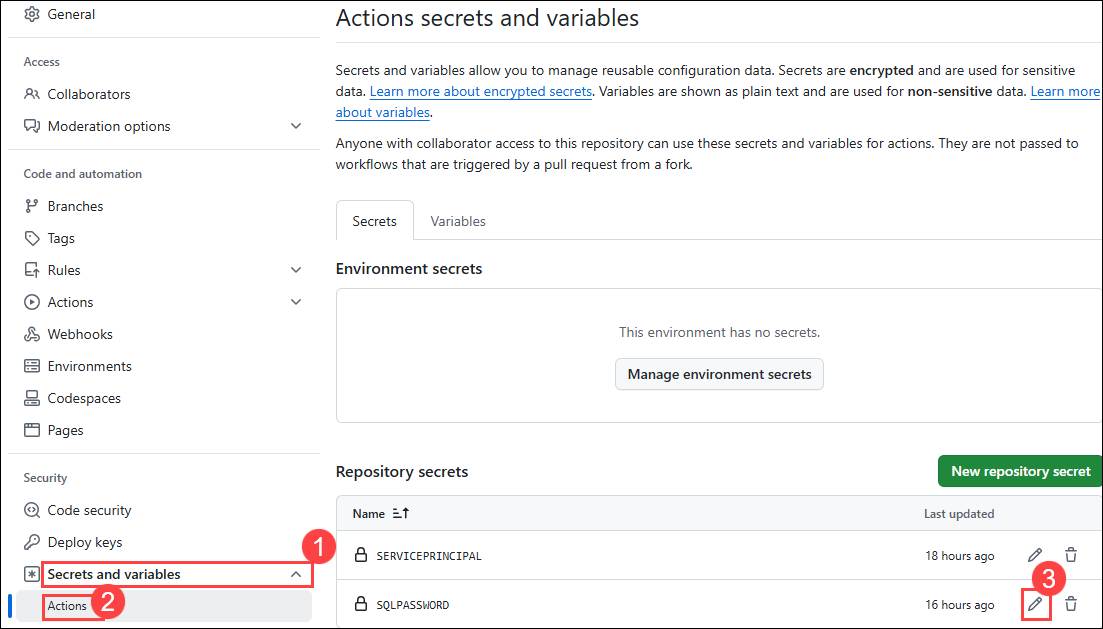 General
Access
Collaborators
Moderation options
Code and automation
Branches
Tags
Rules
Actions
Webhooks
Environments
Codespaces
Pages
Security
Code security
Deploy keys
Secrets and variables
1
Actions
2
Actions secrets and variables
Secrets and variables allow you to manage reusable configuration data. Secrets are encrypted and are used for sensitive
data. Learn more about encrypted secrets. Variables are shown as plain text and are used for non-sensitive data. Learn more
about variables.
Anyone with collaborator access to this repository can use these secrets and variables for actions. They are not passed to
workflows that are triggered by a pull request from a fork.
Secrets Variables
Environment secrets
This environment has no secrets.
Manage environment secrets
Repository secrets
New repository secret
Name Last updated
SERVICEPRINCIPAL 18 hours ago
3
SQLPASSWORD 16 hours ago